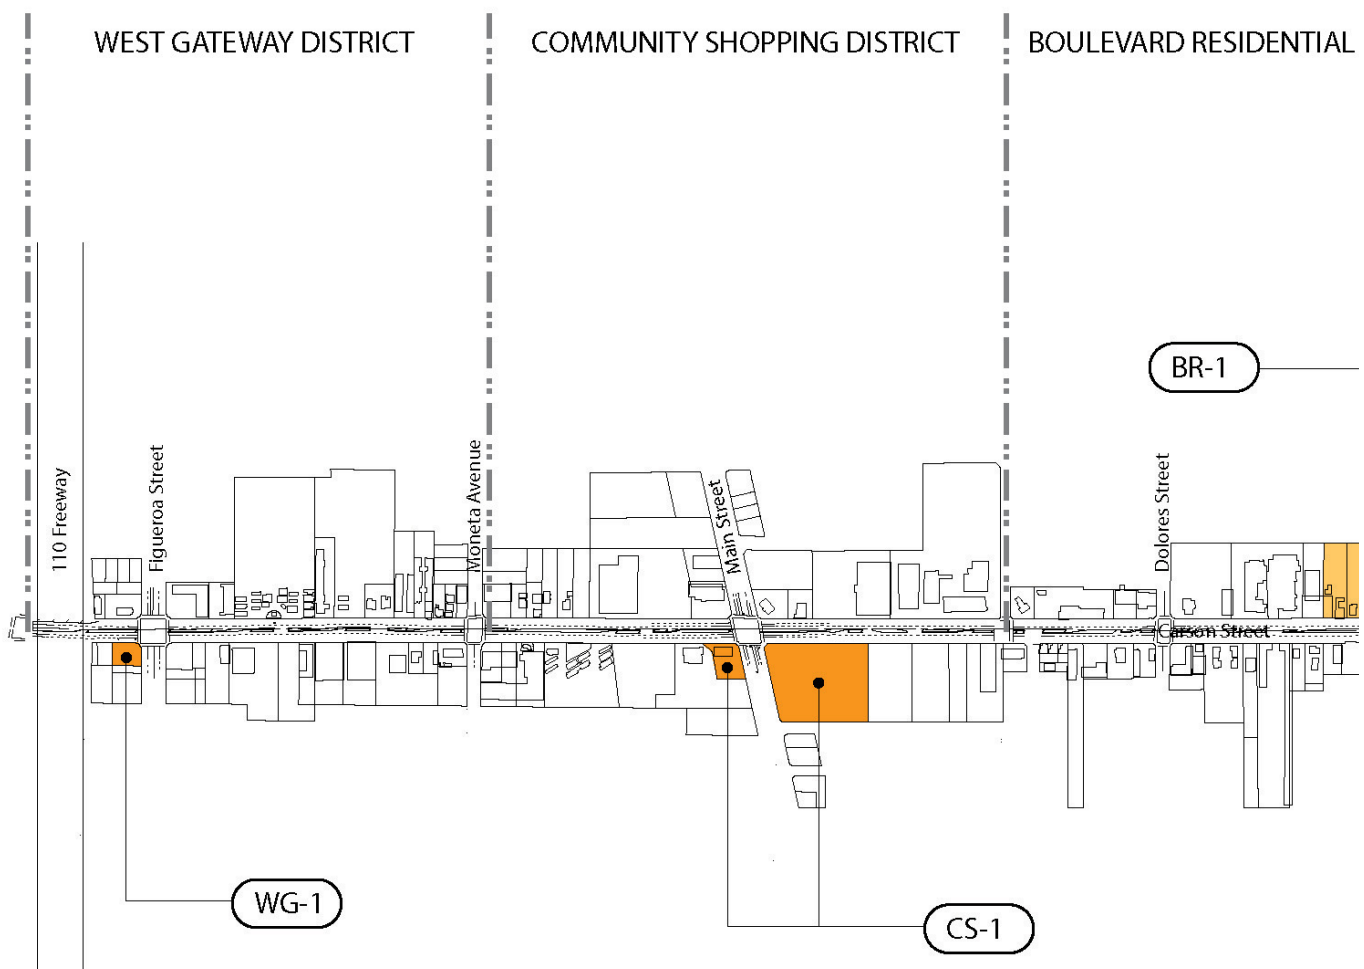 WEST GATEWAY DISTRICT
COMMUNITY SHOPPING DISTRICT
BOULEVARD RESIDENTIAL
BR-1
110 Freeway
Figueroa Street
Moneta Avenue
Main Street
Dolores Street
Carson Street
WG-1
CS-1